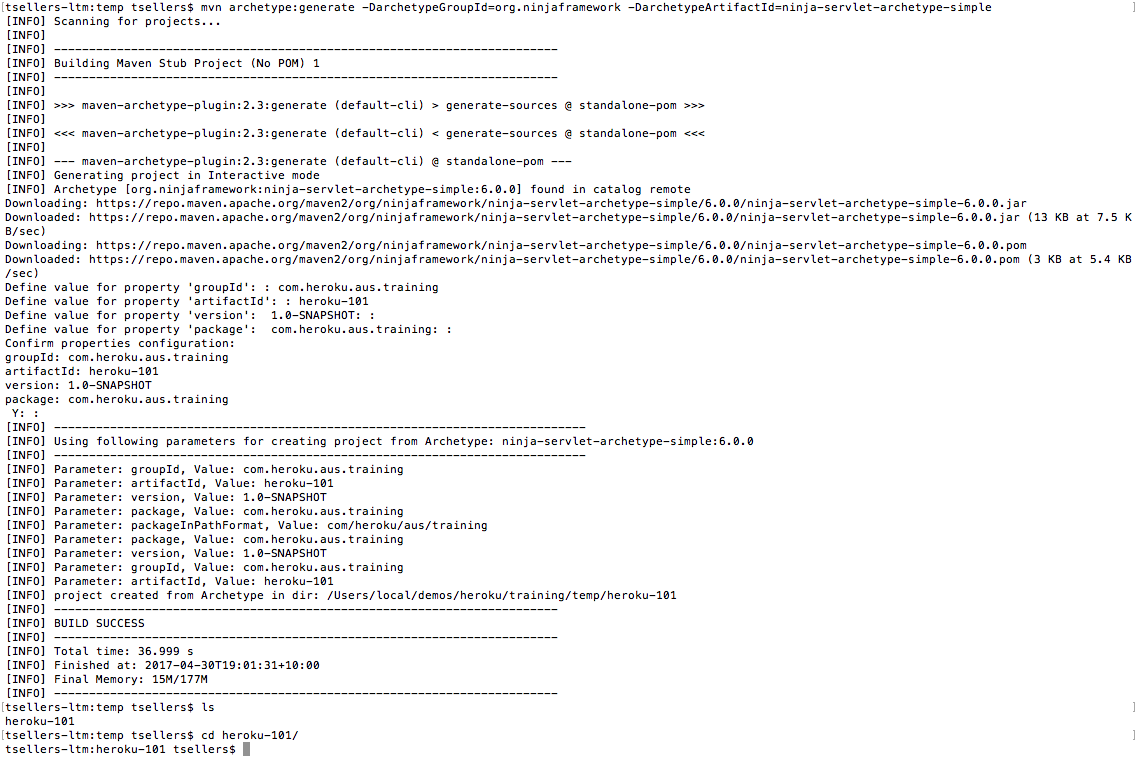 [tsellers-ltm:temp tsellers$ mvn archetype:generate -DarchetypeGroupId=org.ninjaframework -DarchetypeArtifactId=ninja-servlet-archetype-simple ]
[INFO] Scanning for projects...
[INFO]
[INFO] ------------------------------------------------------------------------
[INFO] Building Maven Stub Project (No POM) 1
[INFO] ------------------------------------------------------------------------
[INFO]
[INFO] >>> maven-archetype-plugin:2.3:generate (default-cli) > generate-sources @ standalone-pom >>>
[INFO]
[INFO] <<< maven-archetype-plugin:2.3:generate (default-cli) < generate-sources @ standalone-pom <<<
[INFO]
[INFO] --- maven-archetype-plugin:2.3:generate (default-cli) @ standalone-pom ---
[INFO] Generating project in Interactive mode
[INFO] Archetype [org.ninjaframework:ninja-servlet-archetype-simple:6.0.0] found in catalog remote
Downloading: https://repo.maven.apache.org/maven2/org/ninjaframework/ninja-servlet-archetype-simple/6.0.0/ninja-servlet-archetype-simple-6.0.0.jar
Downloaded: https://repo.maven.apache.org/maven2/org/ninjaframework/ninja-servlet-archetype-simple/6.0.0/ninja-servlet-archetype-simple-6.0.0.jar (13 KB at 7.5 K
B/sec)
Downloading: https://repo.maven.apache.org/maven2/org/ninjaframework/ninja-servlet-archetype-simple/6.0.0/ninja-servlet-archetype-simple-6.0.0.pom
Downloaded: https://repo.maven.apache.org/maven2/org/ninjaframework/ninja-servlet-archetype-simple/6.0.0/ninja-servlet-archetype-simple-6.0.0.pom (3 KB at 5.4 KB
/sec)
Define value for property 'groupId': : com.heroku.aus.training
Define value for property 'artifactId': : heroku-101
Define value for property 'version':  1.0-SNAPSHOT: :
Define value for property 'package':  com.heroku.aus.training: :
Confirm properties configuration:
groupId: com.heroku.aus.training
artifactId: heroku-101
version: 1.0-SNAPSHOT
package: com.heroku.aus.training
 Y: :
[INFO] ----------------------------------------------------------------------------
[INFO] Using following parameters for creating project from Archetype: ninja-servlet-archetype-simple:6.0.0
[INFO] ----------------------------------------------------------------------------
[INFO] Parameter: groupId, Value: com.heroku.aus.training
[INFO] Parameter: artifactId, Value: heroku-101
[INFO] Parameter: version, Value: 1.0-SNAPSHOT
[INFO] Parameter: package, Value: com.heroku.aus.training
[INFO] Parameter: packageInPathFormat, Value: com/heroku/aus/training
[INFO] Parameter: package, Value: com.heroku.aus.training
[INFO] Parameter: version, Value: 1.0-SNAPSHOT
[INFO] Parameter: groupId, Value: com.heroku.aus.training
[INFO] Parameter: artifactId, Value: heroku-101
[INFO] project created from Archetype in dir: /Users/local/demos/heroku/training/temp/heroku-101
[INFO] ------------------------------------------------------------------------
[INFO] BUILD SUCCESS
[INFO] ------------------------------------------------------------------------
[INFO] Total time: 36.999 s
[INFO] Finished at: 2017-04-30T19:01:31+10:00
[INFO] Final Memory: 15M/177M
[INFO] ------------------------------------------------------------------------
[tsellers-ltm:temp tsellers$ ls ]
heroku-101
[tsellers-ltm:temp tsellers$ cd heroku-101/ ]
tsellers-ltm:heroku-101 tsellers$